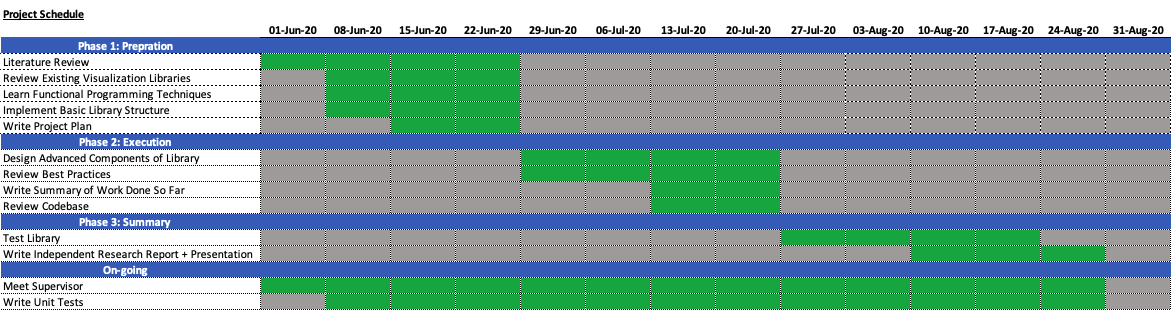 Project Schedule
01-Jun-20 08-Jun-20 15-Jun-20 22-Jun-20 29-Jun-20 06-Jul-20 13-Jul-20 20-Jul-20 27-Jul-20 03-Aug-20 10-Aug-20 17-Aug-20 24-Aug-20 31-Aug-20
Phase 1: Prepration
Literature Review
Review Existing Visualization Libraries
Learn Functional Programming Techniques
Implement Basic Library Structure
Write Project Plan
Phase 2: Execution
Design Advanced Components of Library
Review Best Practices
Write Summary of Work Done So Far
Review Codebase
Phase 3: Summary
Test Library
Write Independent Research Report + Presentation
On-going
Meet Supervisor
Write Unit Tests